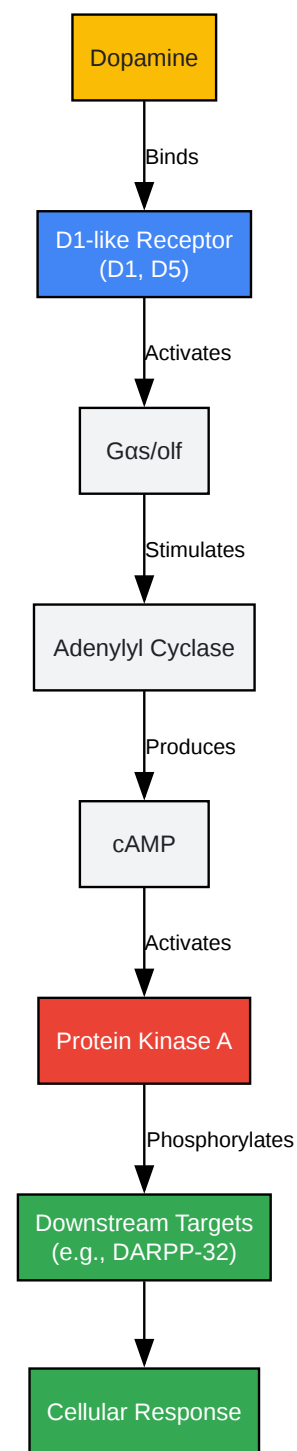 Dopamine
Binds
D1-like Receptor
(D1, D5)
Activates
Gαs/olf
Stimulates
Adenylyl Cyclase
Produces
cAMP
Activates
Protein Kinase A
Phosphorylates
Downstream Targets
(e.g., DARPP-32)
Cellular Response